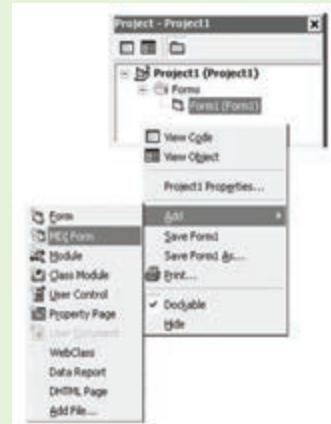 Project - Project1
Project1 (Project1)
Forms
Form1 (Form1)
View Code
View Object
Project1 Properties...
Add
Save Form1
Save Form1 As...
Print...
Dockable
Hide
Form
MDI Form
Module
Class Module
User Control
Property Page
User Document
WebClass
Data Report
DHTML Page
Add File...